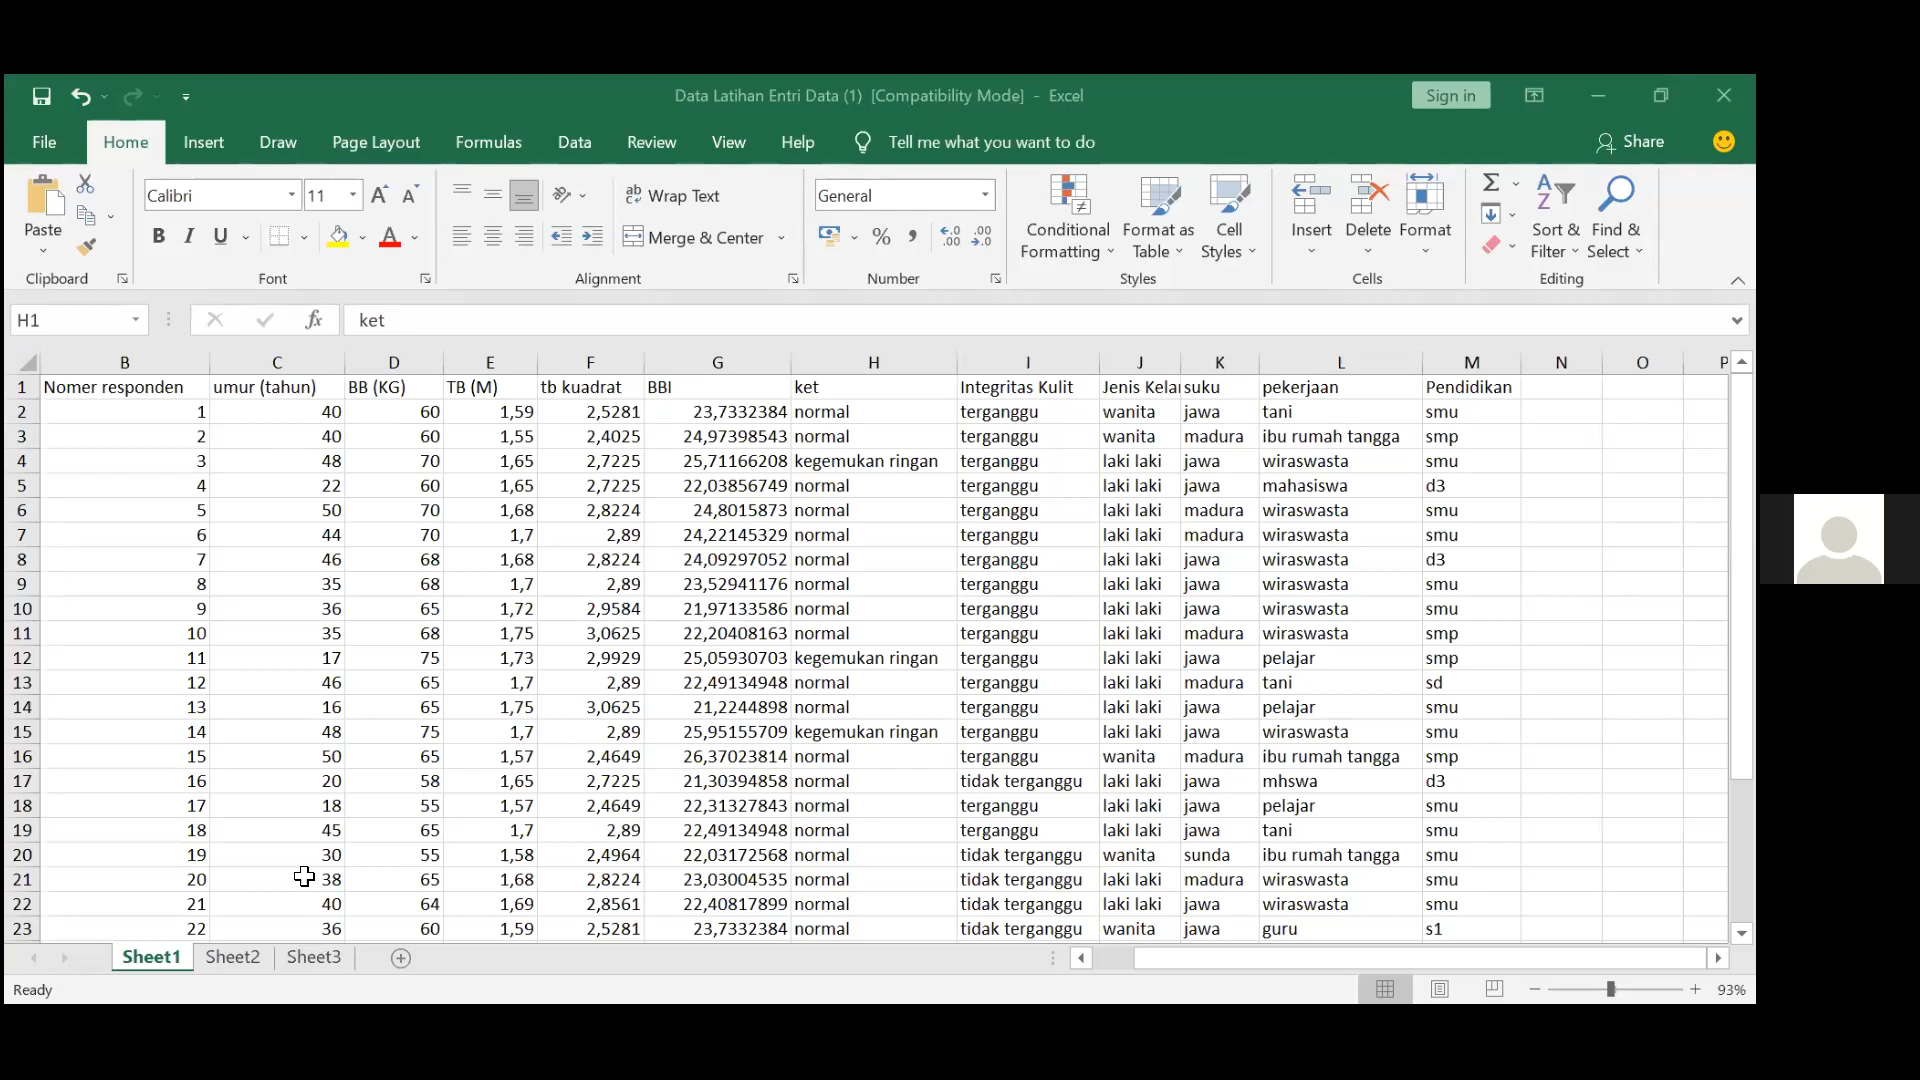 Data Latihan Entri Data (1) [Compatibility Mode] - Excel
Sign in
File Home Insert Draw Page Layout Formulas Data Review View Help Tell me what you want to do Share
Paste
Calibri 11
Wrap Text
General
Merge & Center
B I U
Conditional Formatting
Format as Table
Cell Styles
Insert Delete Format
Sort & Filter
Find & Select
Clipboard Font Alignment Number Styles Cells Editing
H1 fx ket
B C D E F G H I J K L M N O P
1 Nomer responden umur (tahun) BB (KG) TB (M) tb kuadrat BBI ket Integritas Kulit Jenis Kelar suku pekerjaan Pendidikan
2 1 40 60 1,59 2,5281 23,7332384 normal terganggu wanita jawa tani smu
3 2 40 60 1,55 2,4025 24,97398543 normal terganggu wanita madura ibu rumah tangga smp
4 3 48 70 1,65 2,7225 25,71166208 kegemukan ringan terganggu laki laki jawa wiraswasta smu
5 4 22 60 1,65 2,7225 22,03856749 normal terganggu laki laki jawa mahasiswa d3
6 5 50 70 1,68 2,8224 24,8015873 normal terganggu laki laki madura wiraswasta smu
7 6 44 70 1,7 2,89 24,22145329 normal terganggu laki laki madura wiraswasta smu
8 7 46 68 1,68 2,8224 24,09297052 normal terganggu laki laki jawa wiraswasta d3
9 8 35 68 1,7 2,89 23,52941176 normal terganggu laki laki jawa wiraswasta smu
10 9 36 65 1,72 2,9584 21,97133586 normal terganggu laki laki jawa wiraswasta smu
11 10 35 68 1,75 3,0625 22,20408163 normal terganggu laki laki madura wiraswasta smp
12 11 17 75 1,73 2,9929 25,05930703 kegemukan ringan terganggu laki laki jawa pelajar smp
13 12 46 65 1,7 2,89 22,49134948 normal terganggu laki laki madura tani sd
14 13 16 65 1,75 3,0625 21,2244898 normal terganggu laki laki jawa pelajar smu
15 14 48 75 1,7 2,89 25,95155709 kegemukan ringan terganggu laki laki jawa wiraswasta smu
16 15 50 65 1,57 2,4649 26,37023814 normal terganggu wanita madura ibu rumah tangga smp
17 16 20 58 1,65 2,7225 21,30394858 normal tidak terganggu laki laki jawa mhswa d3
18 17 18 55 1,57 2,4649 22,31327843 normal terganggu laki laki jawa pelajar smu
19 18 45 65 1,7 2,89 22,49134948 normal terganggu laki laki jawa tani smu
20 19 30 55 1,58 2,4964 22,03172568 normal tidak terganggu wanita sunda ibu rumah tangga smu
21 20 38 65 1,68 2,8224 23,03004535 normal tidak terganggu laki laki madura wiraswasta smu
22 21 40 64 1,69 2,8561 22,40817899 normal tidak terganggu laki laki jawa wiraswasta smu
23 22 36 60 1,59 2,5281 23,7332384 normal tidak terganggu wanita jawa guru s1
Sheet1 Sheet2 Sheet3
Ready 93%